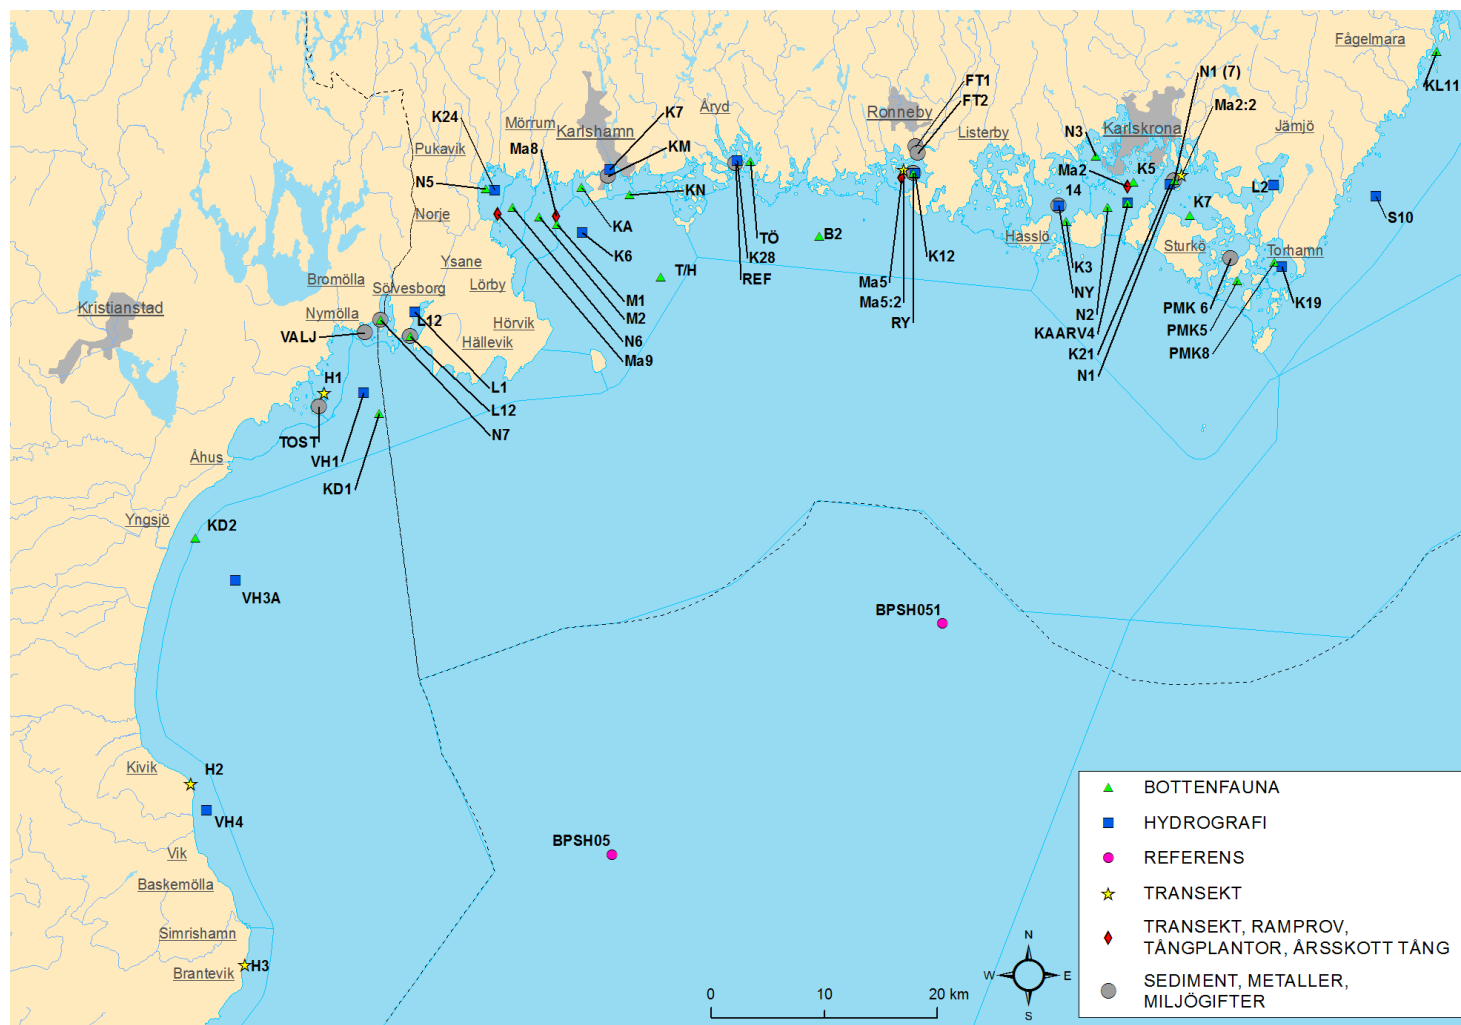 Fågelmara
KL11
N1 (7)
Ma2:2
FT1
FT2
K7
Åryd
Ronneby
Listerby
N3
Karlskrona
Jämjö
K24
Mörrum
Karlshamn
KM
Pukavik
Ma8
Ma2
14
K5
L2
N5
KN
K7
S10
Norje
KA
TÖ
B2
Hasslö
Sturkö
Torhamn
K6
K28
K12
K3
Ysane
T/H
REF
Ma5
NY
Bromölla
Lörby
M1
Ma5:2
N2
PMK 6
K19
Sölvesborg
M2
RY
KAARV4
PMK5
Kristianstad
Nymölla
L12
Hörvik
N6
K21
PMK8
VALJ
Hällevik
Ma9
N1
H1
L1
L12
TOST
N7
VH1
Åhus
KD1
Yngsjö
KD2
VH3A
BPSH051
Kivik
H2
VH4
BPSH05
Vik
Baskemölla
Simrishamn
Brantevik
H3
BOTTENFAUNA
HYDROGRAFI
REFERENS
TRANSEKT
TRANSEKT, RAMPROV,
TÅNGPLANTOR, ÅRSSKOTT TÅNG
SEDIMENT, METALLER,
MILJÖGIFTER
N
W
E
S
0 10 20 km